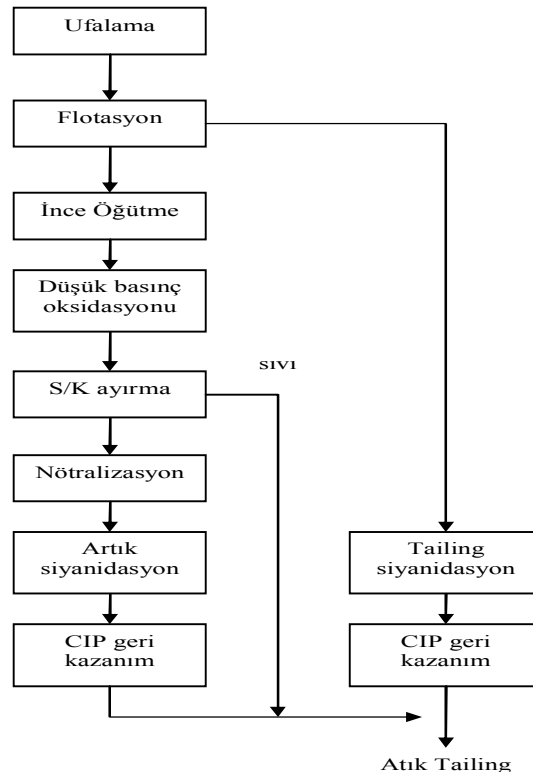 Ufalama
Flotasyon
İnce Öğütme
Düşük basınç
oksidasyonu
sıvı
S/K ayırma
Nötralizasyon
Artık
siyanidasyon
Tailing
siyanidasyon
CIP geri
kazanım
CIP geri
kazanım
Atık Tailing